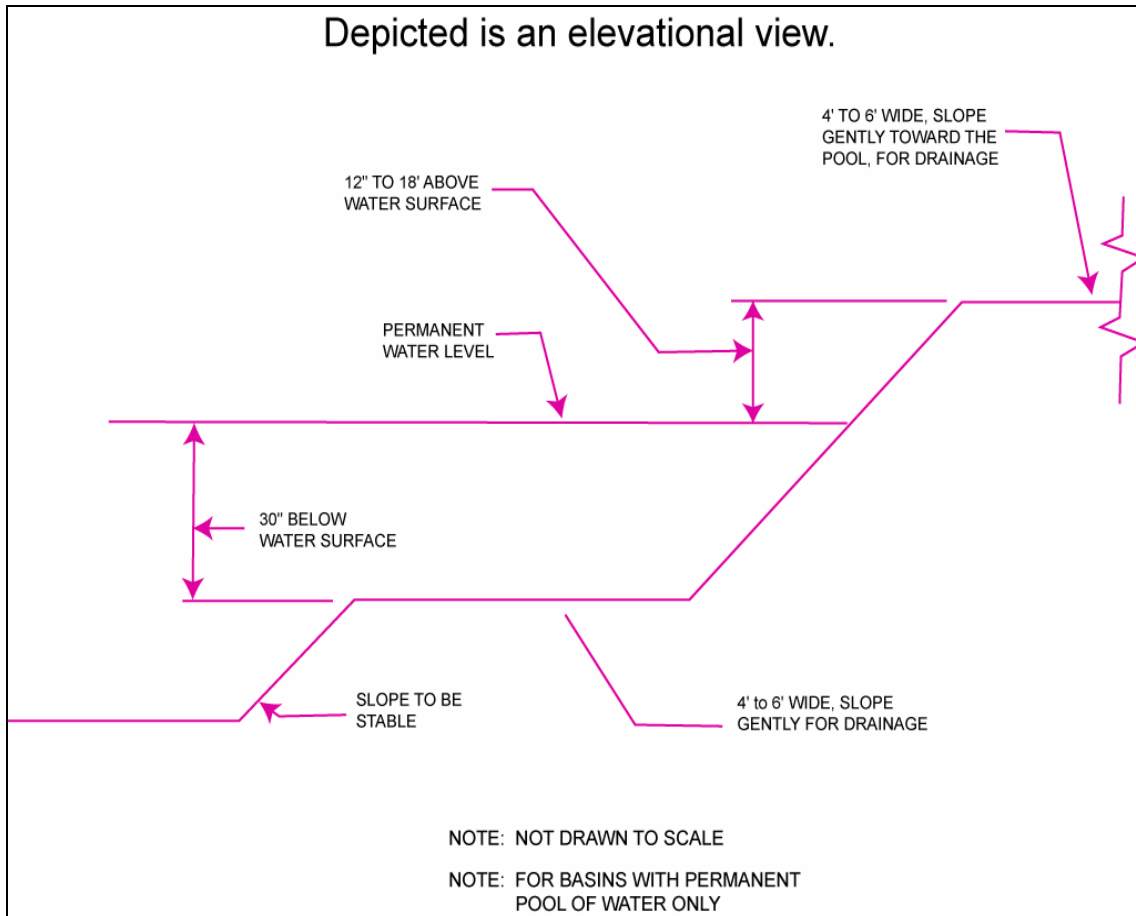 Depicted is an elevational view.
4' TO 6' WIDE, SLOPE
GENTLY TOWARD THE
POOL, FOR DRAINAGE
12" TO 18' ABOVE
WATER SURFACE
PERMANENT
WATER LEVEL
30" BELOW
WATER SURFACE
SLOPE TO BE
STABLE
4' to 6' WIDE, SLOPE
GENTLY FOR DRAINAGE
NOTE: NOT DRAWN TO SCALE
NOTE: FOR BASINS WITH PERMANENT
POOL OF WATER ONLY